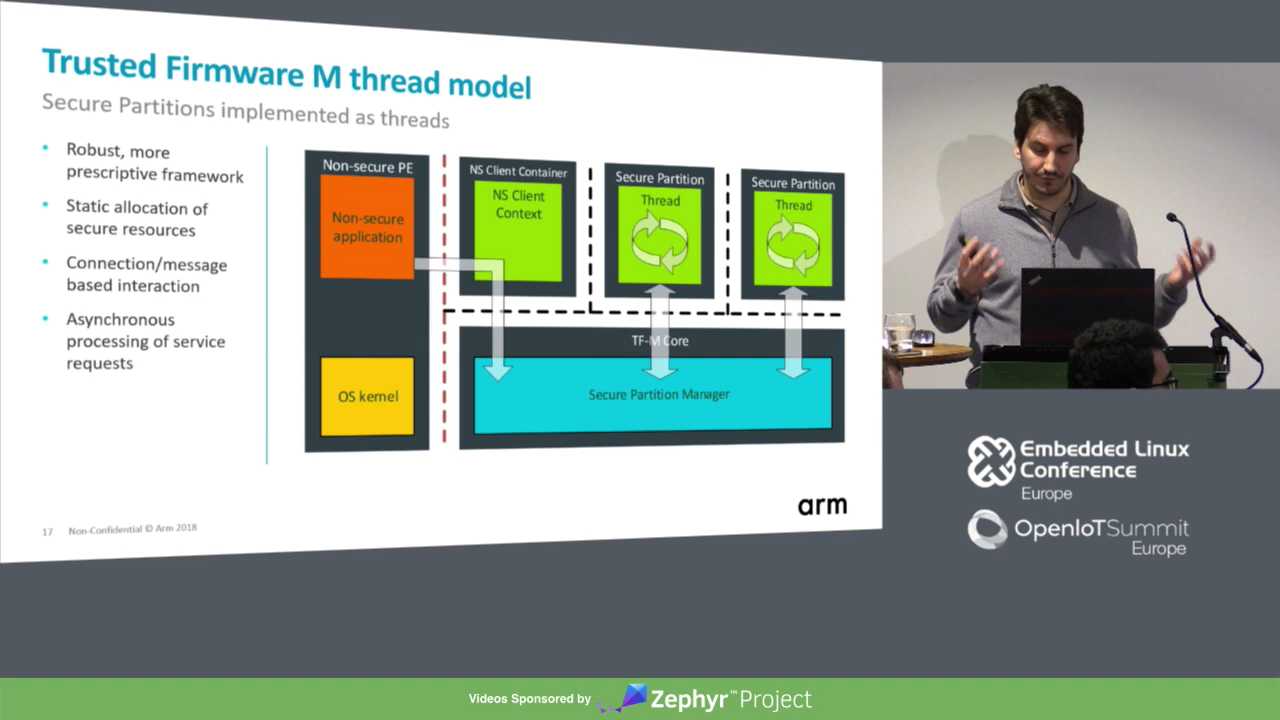 Trusted Firmware M thread model
Secure Partitions implemented as threads
• Robust, more
prescriptive framework
• Static allocation of
secure resources
• Connection/message
based interaction
• Asynchronous
processing of service
requests
Non-secure PE
Non-secure
application
OS kernel
NS Client Container
NS Client
Context
Secure Partition
Thread
Secure Partition
Thread
TF-M Core
Secure Partition Manager
arm
17 Non-Confidential © Arm 2018
Embedded Linux
Conference
Europe
OpenIoTSummit
Europe
Videos Sponsored by Zephyr™Project